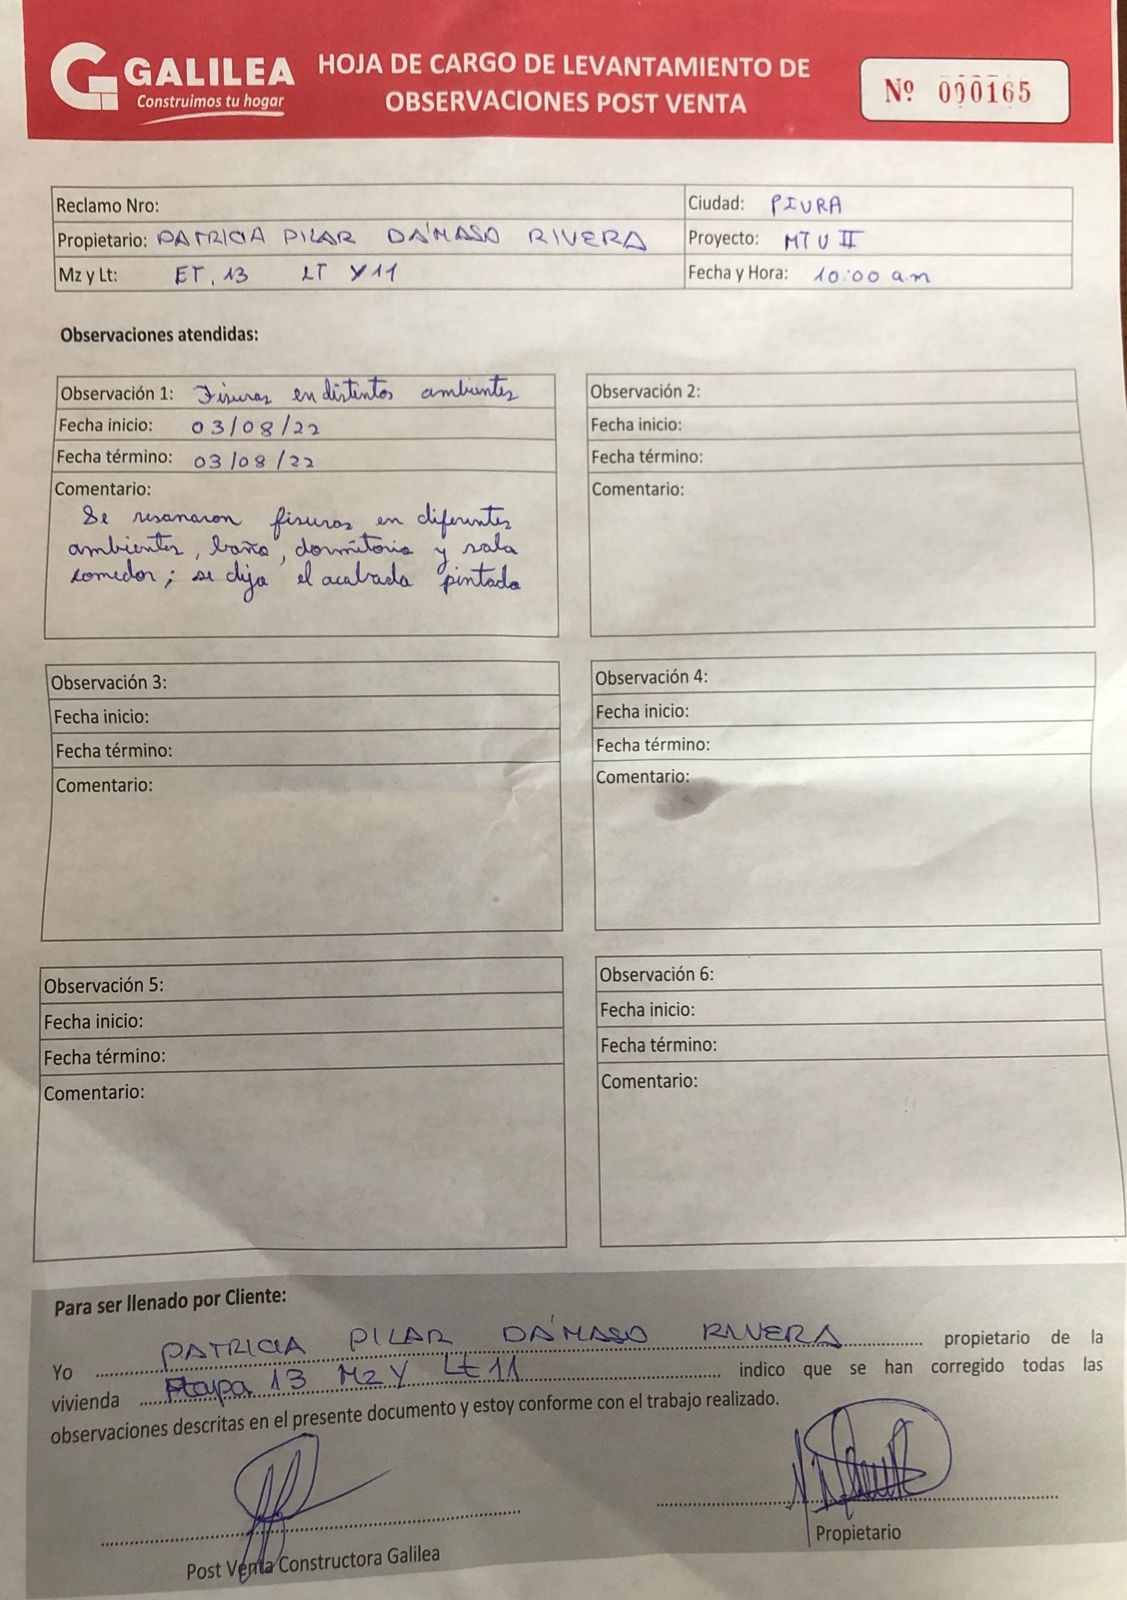 GALILEA
Construimos tu hogar
HOJA DE CARGO DE LEVANTAMIENTO DE
OBSERVACIONES POST VENTA
Nº 000165
Reclamo Nro:
Ciudad: PIURA
Propietario: PATRICIA PILAR DÁMASO RIVERA
Proyecto: MTU II
Mz y Lt: ET. 13 LT Y11
Fecha y Hora: 10:00 a.m
Observaciones atendidas:
Observación 1: Fisuras en distintos ambientes
Fecha inicio: 03/08/22
Fecha término: 03/08/22
Comentario:
Se resanaron fisuras en diferentes
ambientes, baño, dormitorio y sala
comedor; se deja el acabado pintado
Observación 2:
Fecha inicio:
Fecha término:
Comentario:
Observación 3:
Fecha inicio:
Fecha término:
Comentario:
Observación 4:
Fecha inicio:
Fecha término:
Comentario:
Observación 5:
Fecha inicio:
Fecha término:
Comentario:
Observación 6:
Fecha inicio:
Fecha término:
Comentario:
Para ser llenado por Cliente:
Yo PATRICIA PILAR DÁMASO RIVERA propietario de la
vivienda Etapa 13 Mz Y Lt 11 indico que se han corregido todas las
observaciones descritas en el presente documento y estoy conforme con el trabajo realizado.
Post Venta Constructora Galilea
Propietario